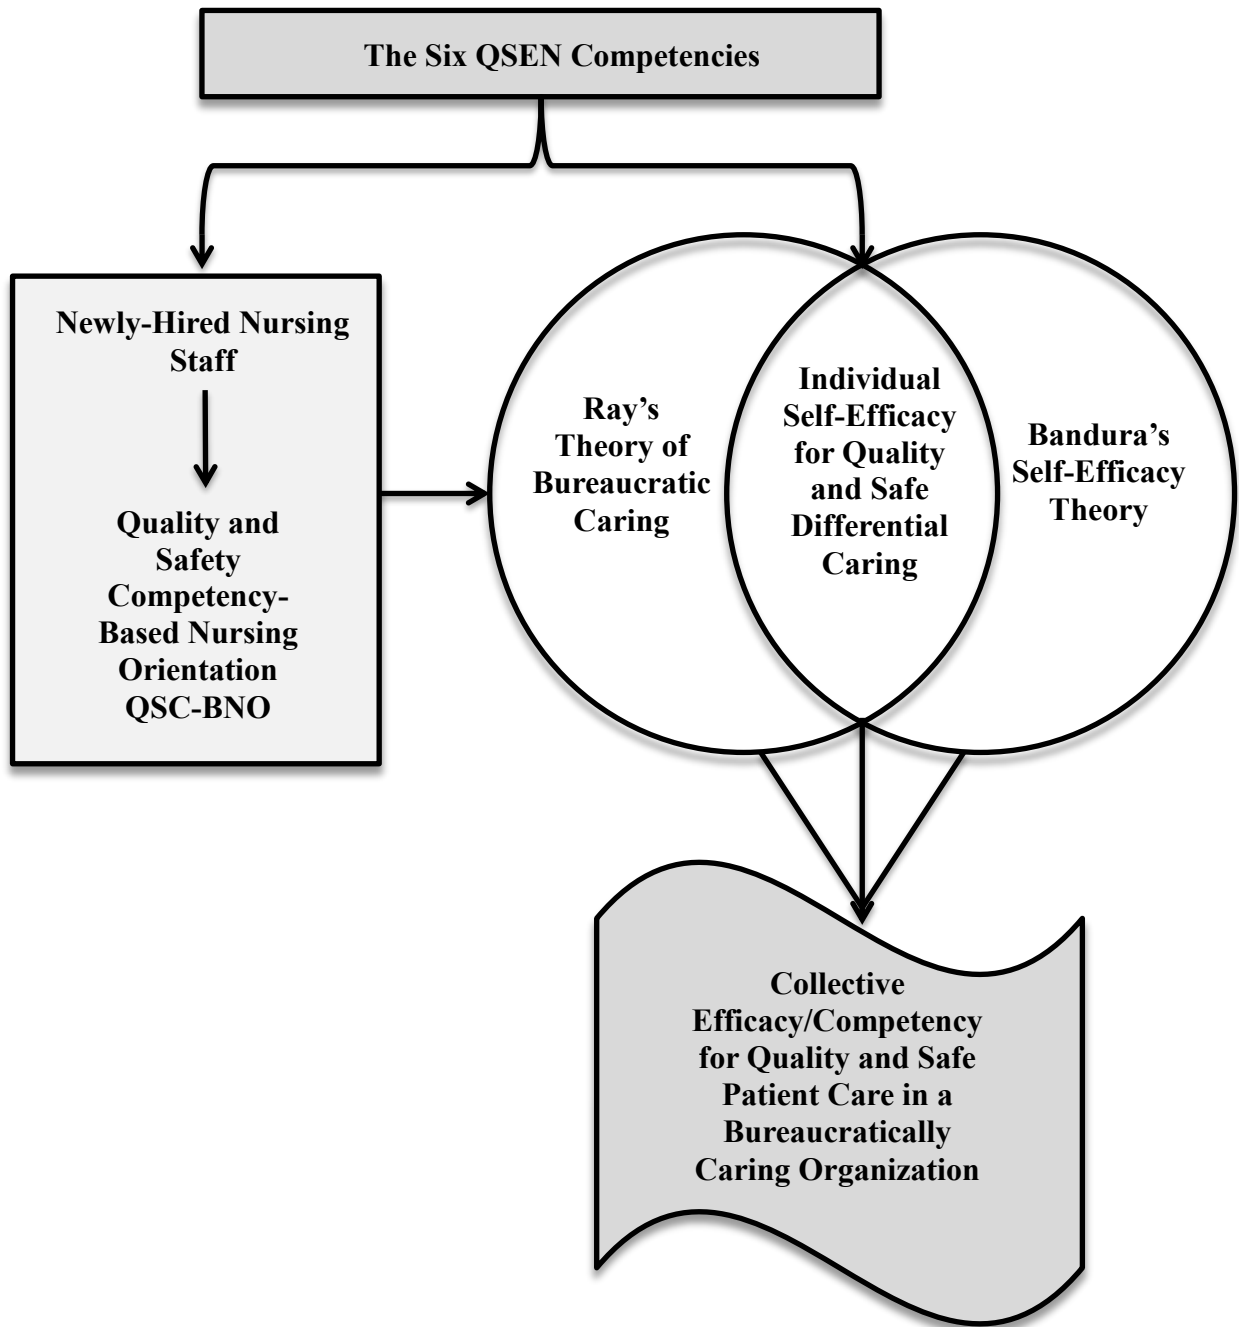 The Six QSEN Competencies
Newly-Hired Nursing
Staff
Quality and
Safety
Competency-
Based Nursing
Orientation
QSC-BNO
Ray’s
Theory of
Bureaucratic
Caring
Individual
Self-Efficacy
for Quality
and Safe
Differential
Caring
Bandura’s
Self-Efficacy
Theory
Collective
Efficacy/Competency
for Quality and Safe
Patient Care in a
Bureaucratically
Caring Organization